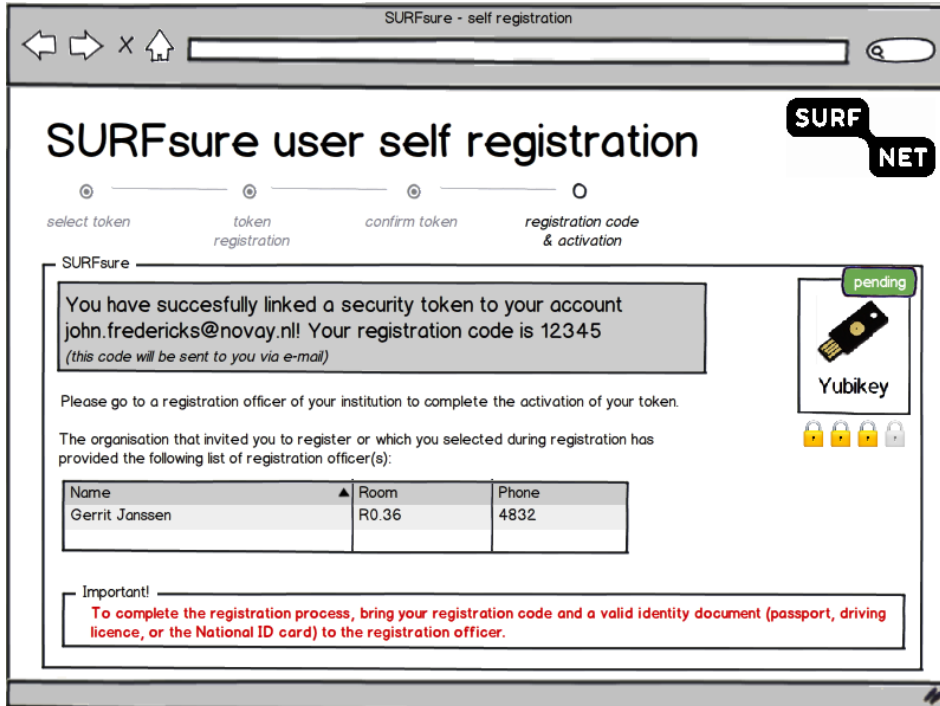 SURFsure - self registration
SURFsure user self registration
SURF
NET
select token
token
registration
confirm token
registration code
& activation
SURFsure
You have succesfully linked a security token to your account
john.fredericks@novay.nl! Your registration code is 12345
(this code will be sent to you via e-mail)
pending
Yubikey
Please go to a registration officer of your institution to complete the activation of your token.
The organisation that invited you to register or which you selected during registration has
provided the following list of registration officer(s):
Name Room Phone
Gerrit Janssen R0.36 4832
Important!
To complete the registration process, bring your registration code and a valid identity document (passport, driving
licence, or the National ID card) to the registration officer.